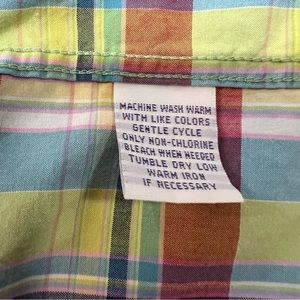 MACHINE WASH WARM
WITH LIKE COLORS
GENTLE CYCLE
ONLY NON-CHLORINE
BLEACH WHEN NEEDED
TUMBLE DRY LOW
WARM IRON
IF NECESSARY